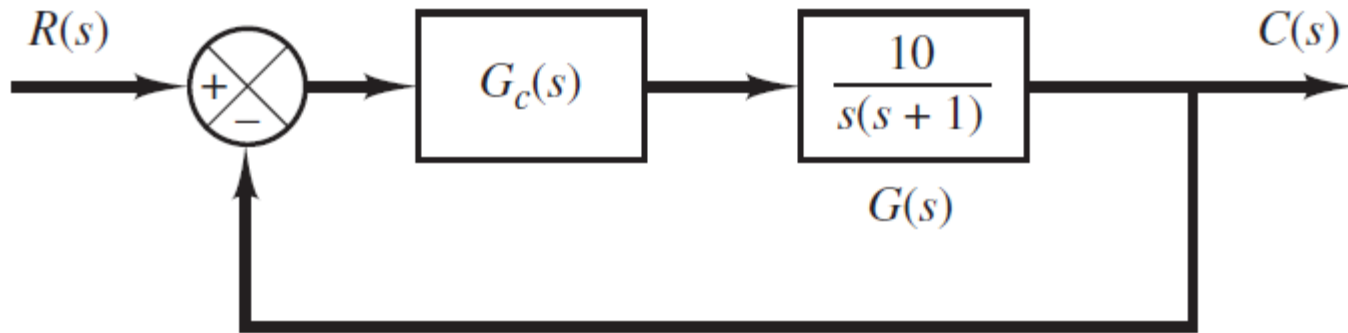 R(s)
+
−
G_c(s)
10
s(s + 1)
G(s)
C(s)